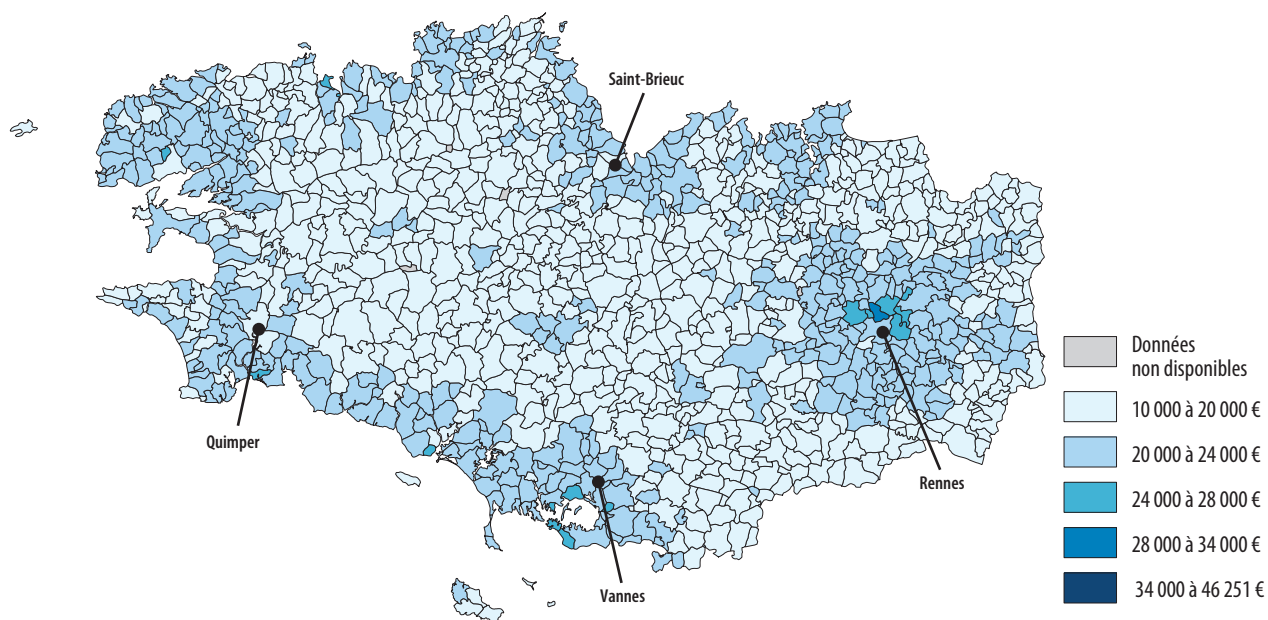 Saint-Brieuc
Quimper
Vannes
Rennes
Données
non disponibles
10 000 à 20 000 €
20 000 à 24 000 €
24 000 à 28 000 €
28 000 à 34 000 €
34 000 à 46 251 €